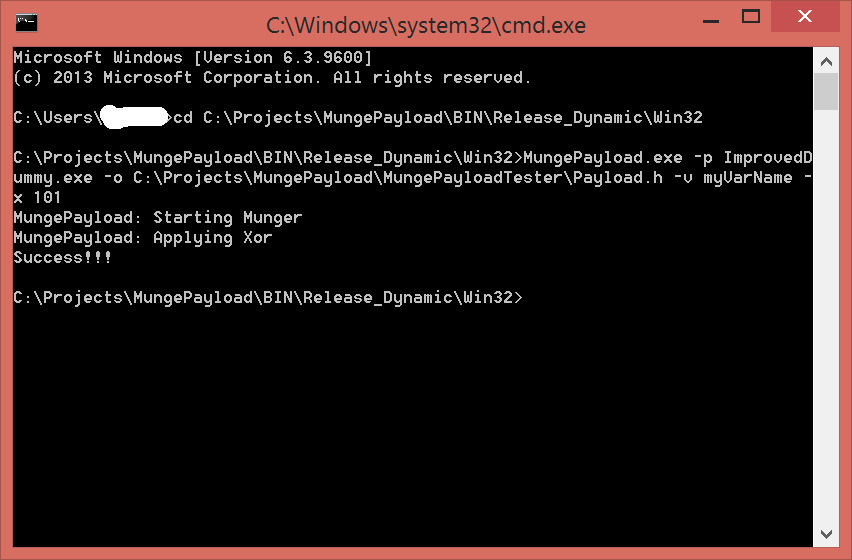 C:\Windows\system32\cmd.exe
Microsoft Windows [Version 6.3.9600]
(c) 2013 Microsoft Corporation. All rights reserved.
C:\Users\>cd C:\Projects\MungePayload\BIN\Release_Dynamic\Win32
C:\Projects\MungePayload\BIN\Release_Dynamic\Win32>MungePayload.exe -p ImprovedD
ummy.exe -o C:\Projects\MungePayload\MungePayloadTester\Payload.h -v myVarName -
x 101
MungePayload: Starting Munger
MungePayload: Applying Xor
Success!!!
C:\Projects\MungePayload\BIN\Release_Dynamic\Win32>